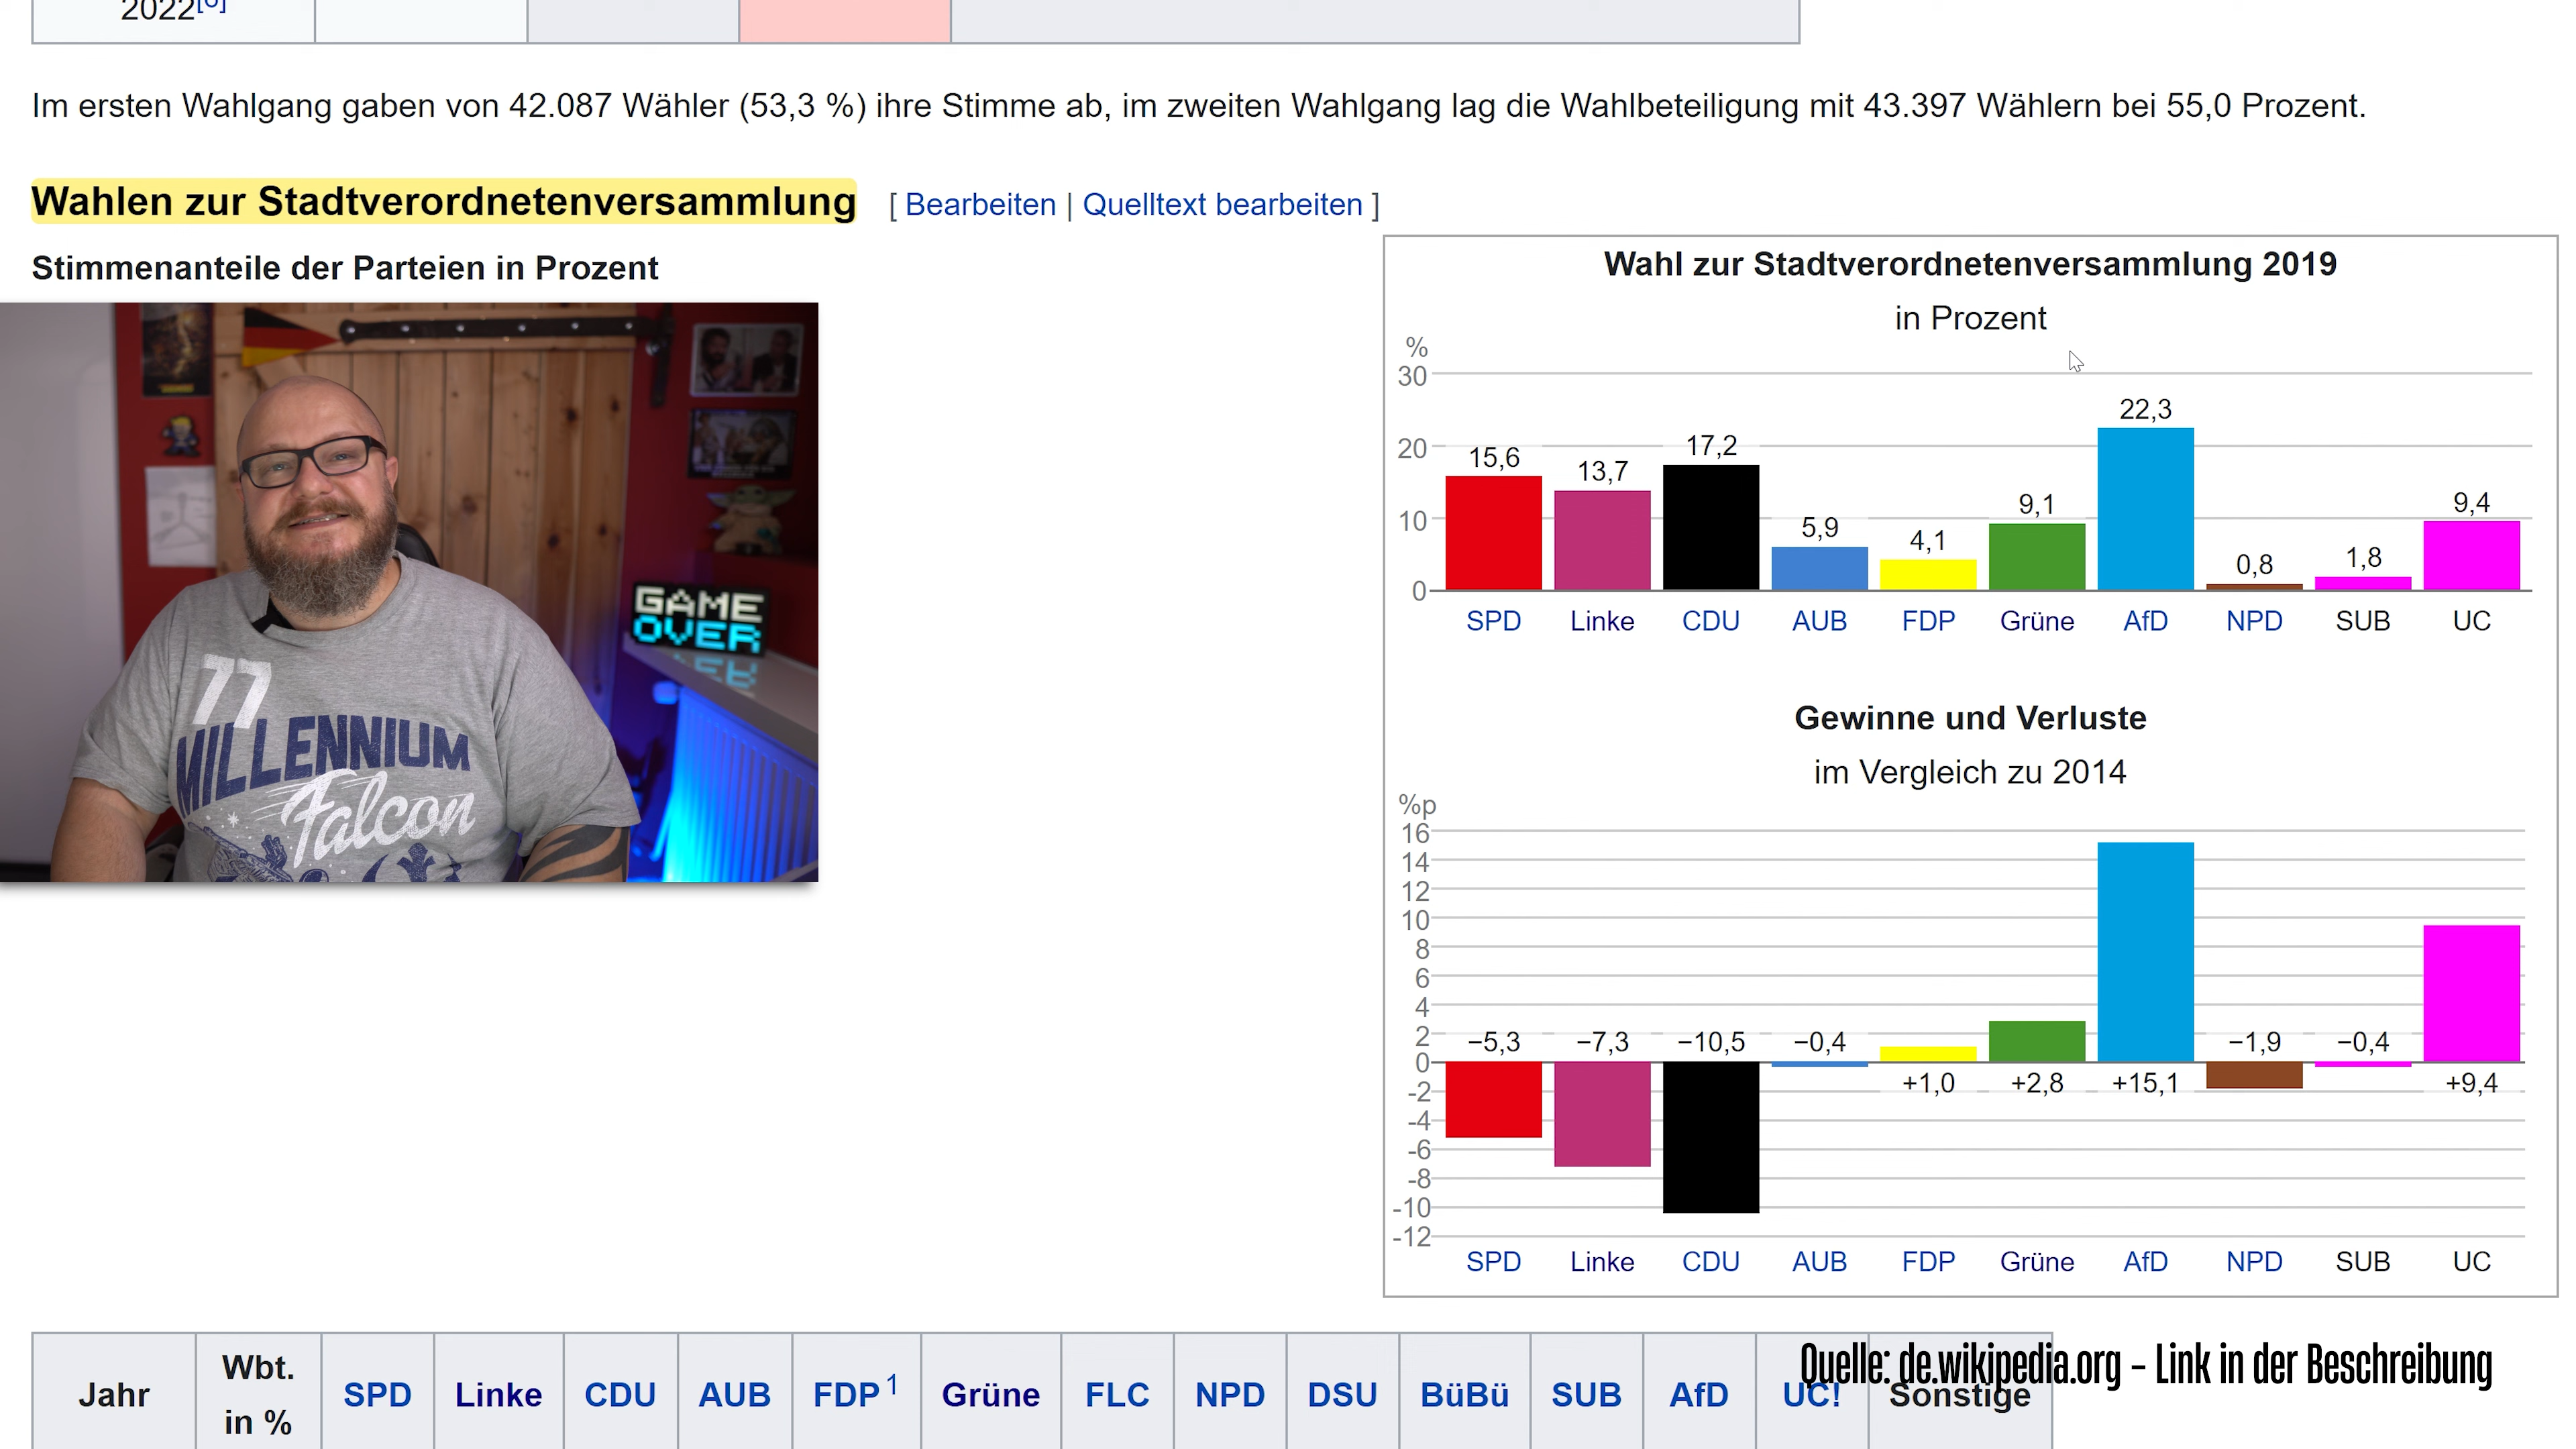 2022[6]
Im ersten Wahlgang gaben von 42.087 Wähler (53,3 %) ihre Stimme ab, im zweiten Wahlgang lag die Wahlbeteiligung mit 43.397 Wählern bei 55,0 Prozent.
Wahlen zur Stadtverordnetenversammlung [ Bearbeiten | Quelltext bearbeiten ]
Stimmenanteile der Parteien in Prozent
GAME
OVER
77
MILLENNIUM
Falcon
Wahl zur Stadtverordnetenversammlung 2019
in Prozent
%
30
20
10
0
15,6 13,7 17,2 5,9 4,1 9,1 22,3 0,8 1,8 9,4
SPD Linke CDU AUB FDP Grüne AfD NPD SUB UC
Gewinne und Verluste
im Vergleich zu 2014
%p
16
14
12
10
8
6
4
2
0
-2
-4
-6
-8
-10
-12
−5,3 −7,3 −10,5 −0,4 +1,0 +2,8 +15,1 −1,9 −0,4 +9,4
SPD Linke CDU AUB FDP Grüne AfD NPD SUB UC
Jahr Wbt. in % SPD Linke CDU AUB FDP 1 Grüne FLC NPD DSU BüBü SUB AfD UC! Sonstige
Quelle: de.wikipedia.org – Link in der Beschreibung